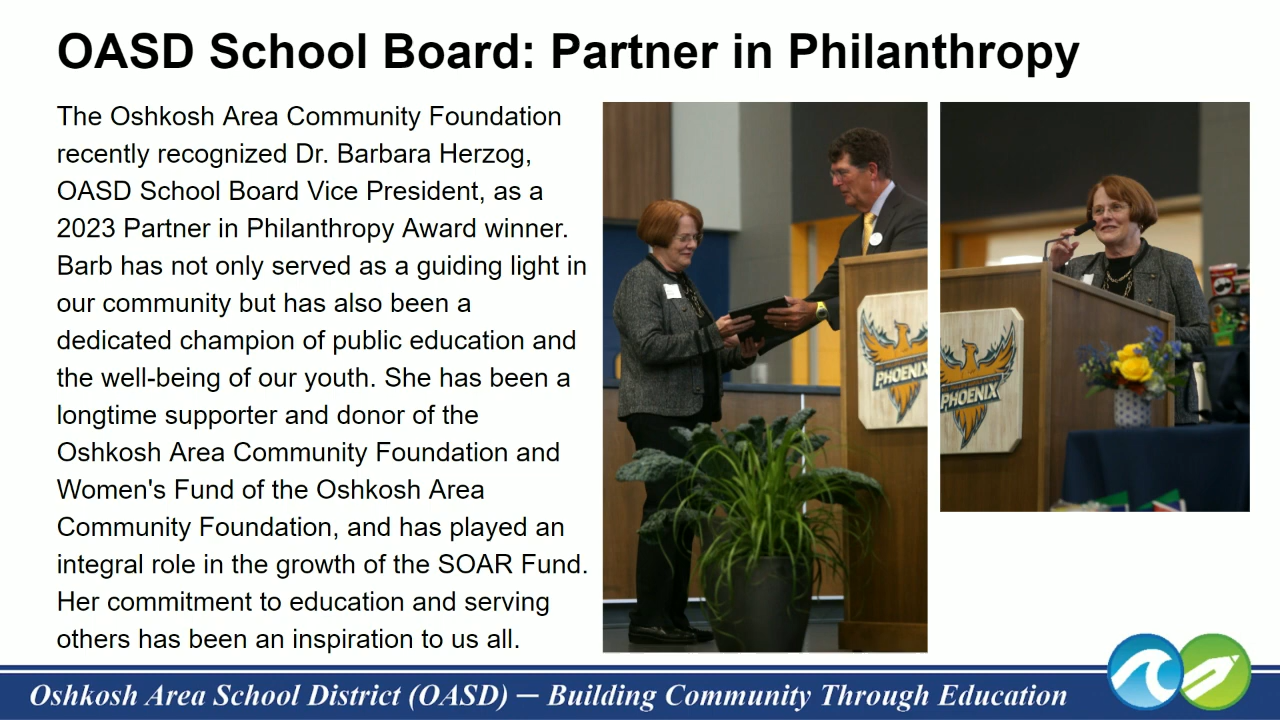 OASD School Board: Partner in Philanthropy
The Oshkosh Area Community Foundation
recently recognized Dr. Barbara Herzog,
OASD School Board Vice President, as a
2023 Partner in Philanthropy Award winner.
Barb has not only served as a guiding light in
our community but has also been a
dedicated champion of public education and
the well-being of our youth. She has been a
longtime supporter and donor of the
Oshkosh Area Community Foundation and
Women's Fund of the Oshkosh Area
Community Foundation, and has played an
integral role in the growth of the SOAR Fund.
Her commitment to education and serving
others has been an inspiration to us all.
PHOENIX
PHOENIX
Oshkosh Area School District (OASD) — Building Community Through Education